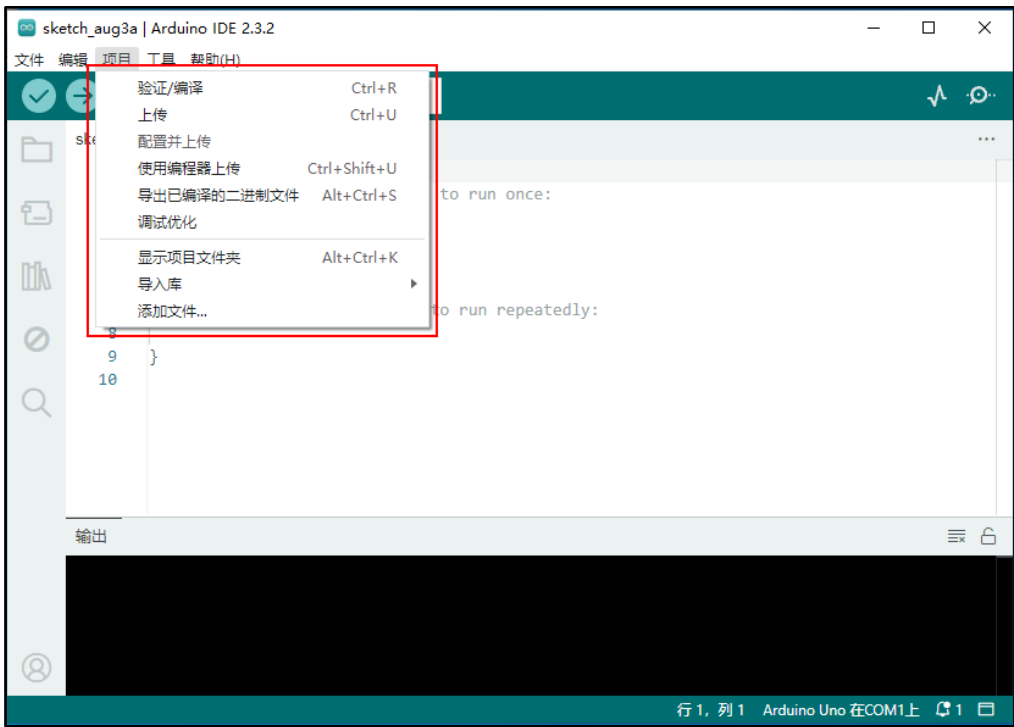 sketch_aug3a | Arduino IDE 2.3.2
文件 编辑 项目 工具 帮助(H)
验证/编译 Ctrl+R
上传 Ctrl+U
配置并上传
使用编程器上传 Ctrl+Shift+U
to run once:
导出已编译的二进制文件 Alt+Ctrl+S
调试优化
显示项目文件夹 Alt+Ctrl+K
导入库
to run repeatedly:
添加文件...
8
9 }
10
输出
行 1, 列 1 Arduino Uno 在COM1上 1